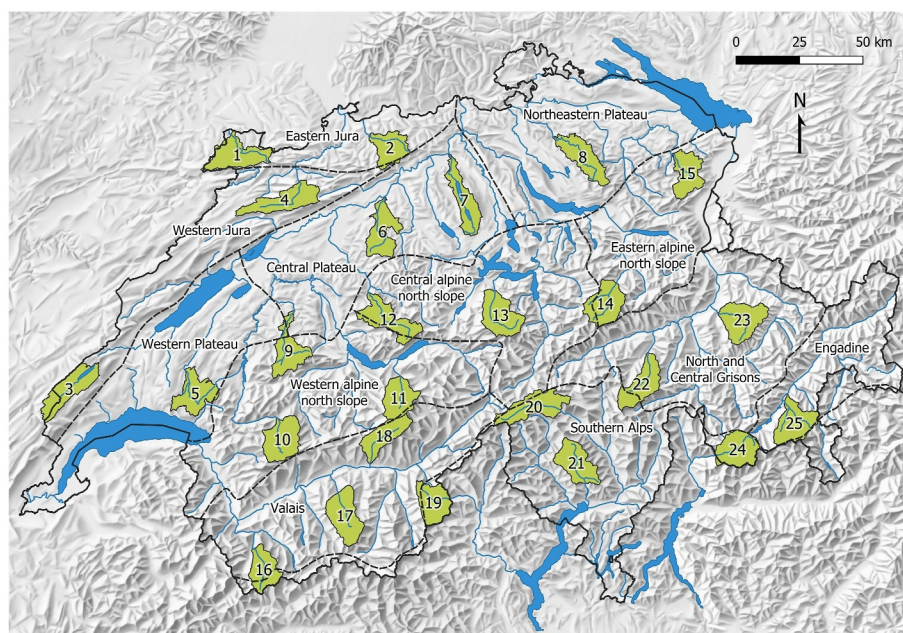 0 25 50 km
N
Northeastern Plateau
Eastern Jura
1
2
8
15
4
7
Western Jura
6
Eastern alpine
north slope
Central Plateau
Central alpine
north slope
14
13
12
23
Western Plateau
9
Engadine
North and
Central Grisons
3
5
Western alpine
north slope
22
11
20
Southern Alps
25
10
18
24
21
19
Valais
17
16